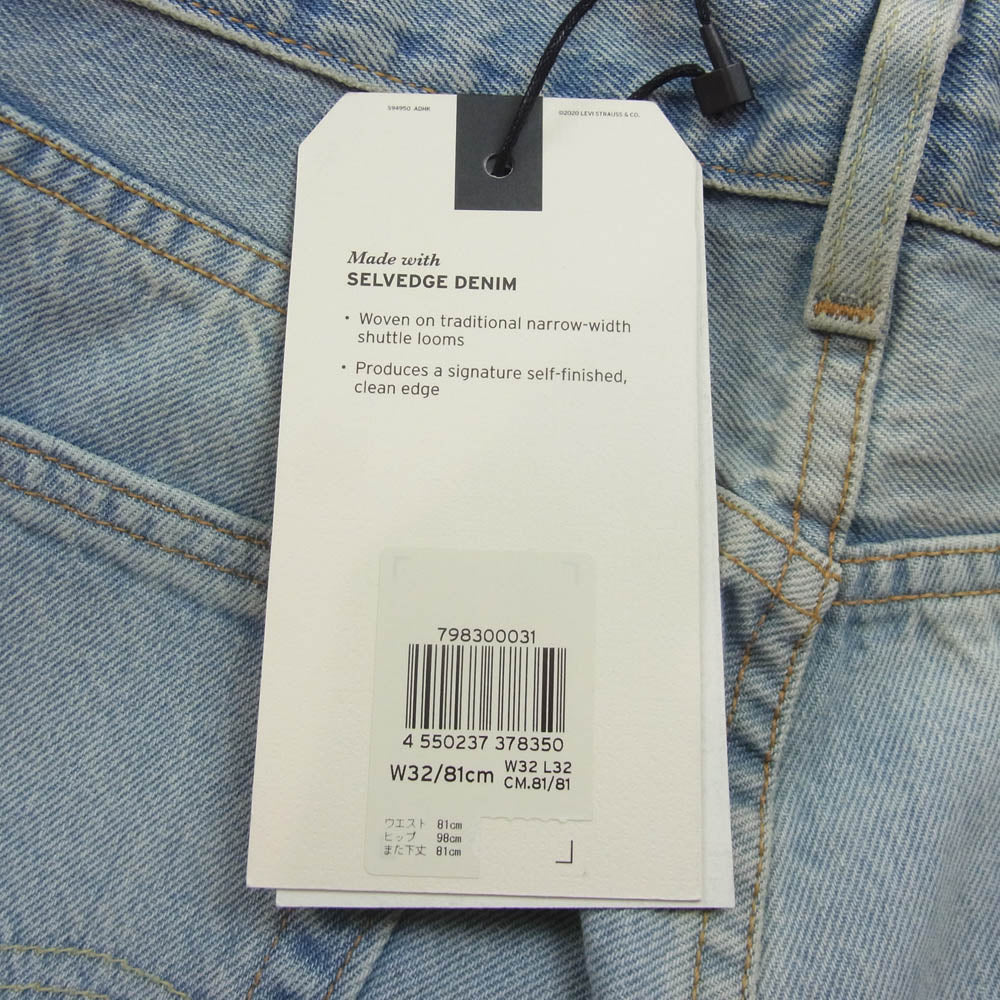 594950 ADHK
©2020 LEVI STRAUSS & CO.
Made with
SELVEDGE DENIM
• Woven on traditional narrow-width
shuttle looms
• Produces a signature self-finished,
clean edge
798300031
4 550237 378350
W32/81cm
W32 L32
CM.81/81
ウエスト 81cm
ヒップ 98cm
また下丈 81cm